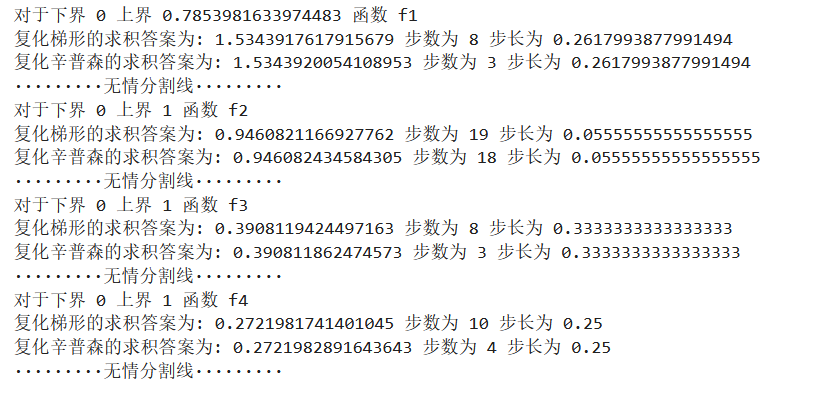 对于下界 0 上界 0.7853981633974483 函数 f1
复化梯形的求积答案为: 1.5343917617915679 步数为 8 步长为 0.2617993877991494
复化辛普森的求积答案为: 1.5343920054108953 步数为 3 步长为 0.2617993877991494
·········无情分割线·········
对于下界 0 上界 1 函数 f2
复化梯形的求积答案为: 0.9460821166927762 步数为 19 步长为 0.05555555555555555
复化辛普森的求积答案为: 0.946082434584305 步数为 18 步长为 0.05555555555555555
·········无情分割线·········
对于下界 0 上界 1 函数 f3
复化梯形的求积答案为: 0.3908119424497163 步数为 8 步长为 0.3333333333333333
复化辛普森的求积答案为: 0.390811862474573 步数为 3 步长为 0.3333333333333333
·········无情分割线·········
对于下界 0 上界 1 函数 f4
复化梯形的求积答案为: 0.2721981741401045 步数为 10 步长为 0.25
复化辛普森的求积答案为: 0.2721982891643643 步数为 4 步长为 0.25
·········无情分割线·········